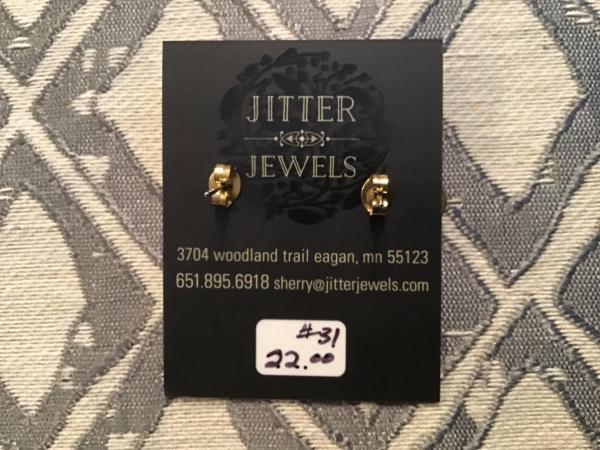 JITTER
JEWELS
3704 woodland trail eagan, mn 55123
651.895.6918 sherry@jitterjewels.com
#31
22.00